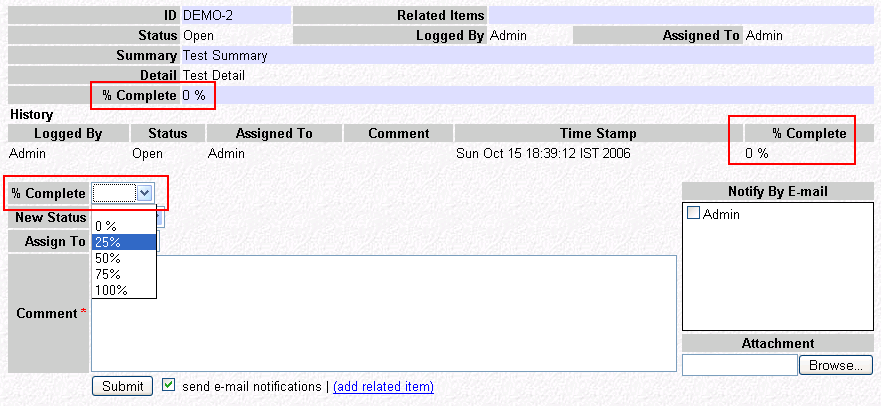 ID DEMO-2 Related Items
Status Open Logged By Admin Assigned To Admin
Summary Test Summary
Detail Test Detail
% Complete 0 %
History
Logged By Status Assigned To Comment Time Stamp % Complete
Admin Open Admin Sun Oct 15 18:39:12 IST 2006 0 %
% Complete
New Status
Assign To
0 %
25%
50%
75%
100%
Comment *
Notify By E-mail
Admin
Attachment
Browse...
Submit send e-mail notifications | (add related item)